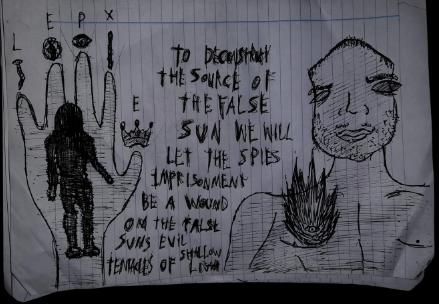 L E P X
E
TO DECONSTRUCT
THE SOURCE OF
THE FALSE
SUN WE WILL
LET THE SPIES
IMPRISONMENT
BE A WOUND
ON THE FALSE
SUNS EVIL
TENTACLES OF SHALLOW LIGHT